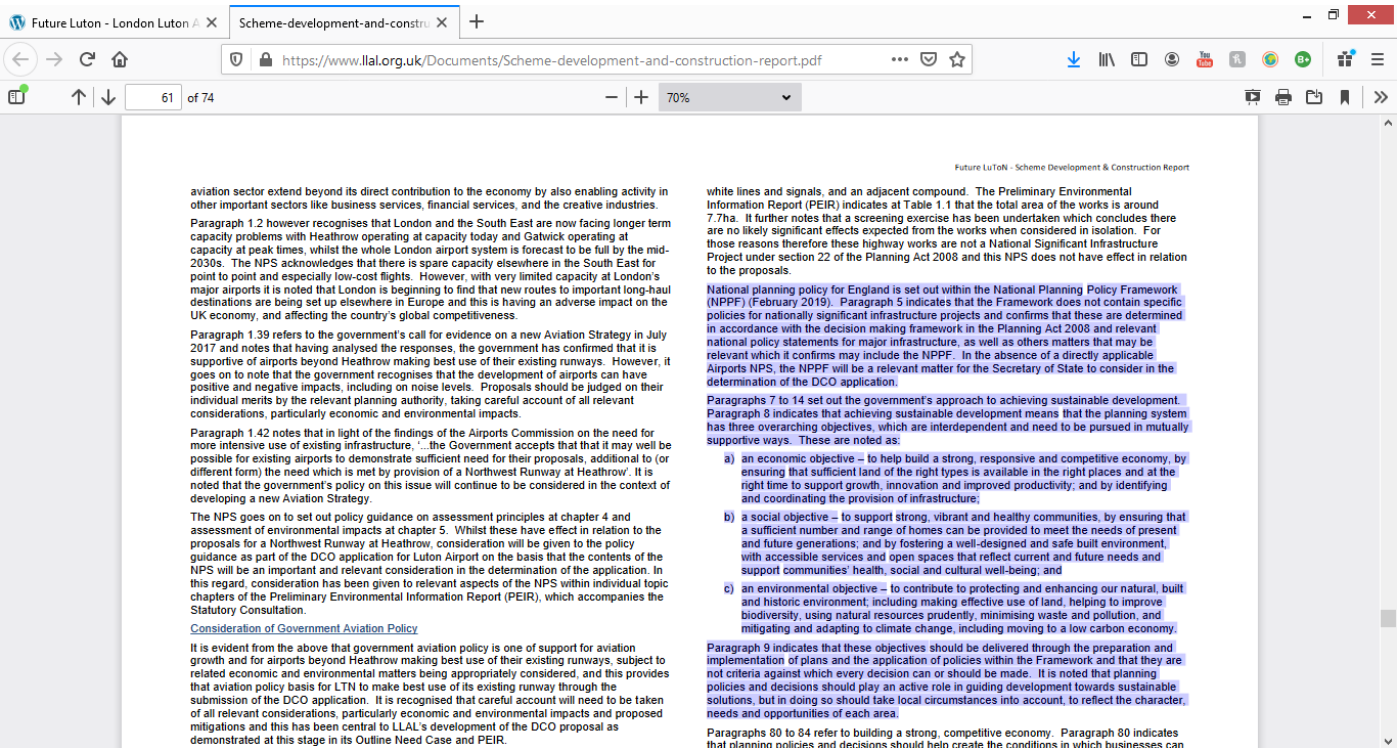 Future Luton - London Luton A
Scheme-development-and-constru
https://www.llal.org.uk/Documents/Scheme-development-and-construction-report.pdf
You
Tube
61 of 74
70%
Future LuToN - Scheme Development & Construction Report
aviation sector extend beyond its direct contribution to the economy by also enabling activity in
other important sectors like business services, financial services, and the creative industries.
Paragraph 1.2 however recognises that London and the South East are now facing longer term
capacity problems with Heathrow operating at capacity today and Gatwick operating at
capacity at peak times, whilst the whole London airport system is forecast to be full by the mid-
2030s. The NPS acknowledges that there is spare capacity elsewhere in the South East for
point to point and especially low-cost flights. However, with very limited capacity at London's
major airports it is noted that London is beginning to find that new routes to important long-haul
destinations are being set up elsewhere in Europe and this is having an adverse impact on the
UK economy, and affecting the country's global competitiveness.
Paragraph 1.39 refers to the government's call for evidence on a new Aviation Strategy in July
2017 and notes that having analysed the responses, the government has confirmed that it is
supportive of airports beyond Heathrow making best use of their existing runways. However, it
goes on to note that the government recognises that the development of airports can have
positive and negative impacts, including on noise levels. Proposals should be judged on their
individual merits by the relevant planning authority, taking careful account of all relevant
considerations, particularly economic and environmental impacts.
Paragraph 1.42 notes that in light of the findings of the Airports Commission on the need for
more intensive use of existing infrastructure, '...the Government accepts that that it may well be
possible for existing airports to demonstrate sufficient need for their proposals, additional to (or
different form) the need which is met by provision of a Northwest Runway at Heathrow'. It is
noted that the government's policy on this issue will continue to be considered in the context of
developing a new Aviation Strategy.
The NPS goes on to set out policy guidance on assessment principles at chapter 4 and
assessment of environmental impacts at chapter 5. Whilst these have effect in relation to the
proposals for a Northwest Runway at Heathrow, consideration will be given to the policy
guidance as part of the DCO application for Luton Airport on the basis that the contents of the
NPS will be an important and relevant consideration in the determination of the application. In
this regard, consideration has been given to relevant aspects of the NPS within individual topic
chapters of the Preliminary Environmental Information Report (PEIR), which accompanies the
Statutory Consultation.
Consideration of Government Aviation Policy
It is evident from the above that government aviation policy is one of support for aviation
growth and for airports beyond Heathrow making best use of their existing runways, subject to
related economic and environmental matters being appropriately considered, and this provides
that aviation policy basis for LTN to make best use of its existing runway through the
submission of the DCO application. It is recognised that careful account will need to be taken
of all relevant considerations, particularly economic and environmental impacts and proposed
mitigations and this has been central to LLAL's development of the DCO proposal as
demonstrated at this stage in its Outline Need Case and PEIR.
white lines and signals, and an adjacent compound. The Preliminary Environmental
Information Report (PEIR) indicates at Table 1.1 that the total area of the works is around
7.7ha. It further notes that a screening exercise has been undertaken which concludes there
are no likely significant effects expected from the works when considered in isolation. For
those reasons therefore these highway works are not a National Significant Infrastructure
Project under section 22 of the Planning Act 2008 and this NPS does not have effect in relation
to the proposals.
National planning policy for England is set out within the National Planning Policy Framework
(NPPF) (February 2019). Paragraph 5 indicates that the Framework does not contain specific
policies for nationally significant infrastructure projects and confirms that these are determined
in accordance with the decision making framework in the Planning Act 2008 and relevant
national policy statements for major infrastructure, as well as others matters that may be
relevant which it confirms may include the NPPF. In the absence of a directly applicable
Airports NPS, the NPPF will be a relevant matter for the Secretary of State to consider in the
determination of the DCO application.
Paragraphs 7 to 14 set out the government's approach to achieving sustainable development.
Paragraph 8 indicates that achieving sustainable development means that the planning system
has three overarching objectives, which are interdependent and need to be pursued in mutually
supportive ways. These are noted as:
a) an economic objective – to help build a strong, responsive and competitive economy, by
ensuring that sufficient land of the right types is available in the right places and at the
right time to support growth, innovation and improved productivity; and by identifying
and coordinating the provision of infrastructure;
b) a social objective – to support strong, vibrant and healthy communities, by ensuring that
a sufficient number and range of homes can be provided to meet the needs of present
and future generations; and by fostering a well-designed and safe built environment,
with accessible services and open spaces that reflect current and future needs and
support communities' health, social and cultural well-being; and
c) an environmental objective – to contribute to protecting and enhancing our natural, built
and historic environment; including making effective use of land, helping to improve
biodiversity, using natural resources prudently, minimising waste and pollution, and
mitigating and adapting to climate change, including moving to a low carbon economy.
Paragraph 9 indicates that these objectives should be delivered through the preparation and
implementation of plans and the application of policies within the Framework and that they are
not criteria against which every decision can or should be made. It is noted that planning
policies and decisions should play an active role in guiding development towards sustainable
solutions, but in doing so should take local circumstances into account, to reflect the character,
needs and opportunities of each area.
Paragraphs 80 to 84 refer to building a strong, competitive economy. Paragraph 80 indicates
that planning policies and decisions should help create the conditions in which businesses can